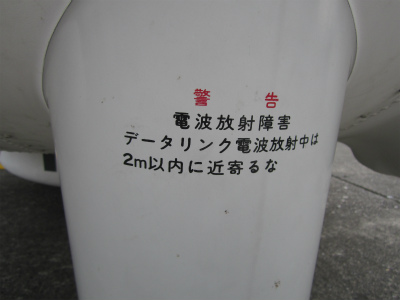 警 告
電波放射障害
データリンク電波放射中は
2m以内に近寄るな